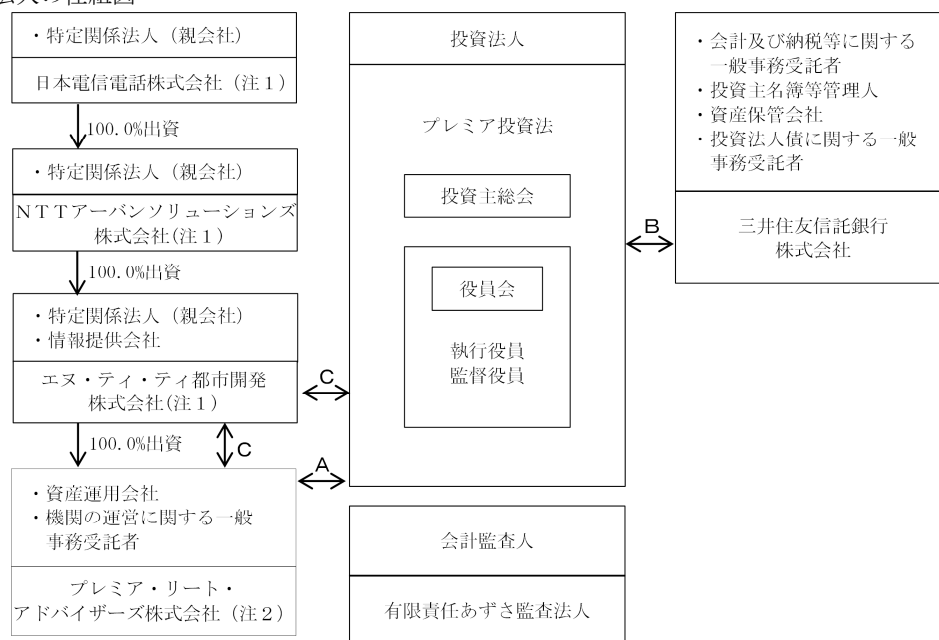 ・特定関係法人（親会社）
日本電信電話株式会社（注１）
100.0%出資
・特定関係法人（親会社）
ＮＴＴアーバンソリューションズ
株式会社(注１)
100.0%出資
・特定関係法人（親会社）
・情報提供会社
エヌ・ティ・ティ都市開発
株式会社(注１)
100.0%出資
C
・資産運用会社
・機関の運営に関する一般
事務受託者
プレミア・リート・
アドバイザーズ株式会社（注２）
C
A
投資法人
プレミア投資法
投資主総会
役員会
執行役員
監督役員
会計監査人
有限責任あずさ監査法人
B
・会計及び納税等に関する
一般事務受託者
・投資主名簿等管理人
・資産保管会社
・投資法人債に関する一般
事務受託者
三井住友信託銀行
株式会社